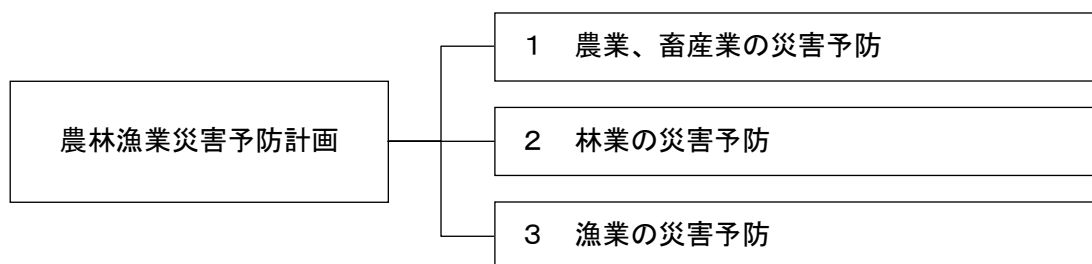 農林漁業災害予防計画
１　農業、畜産業の災害予防
２　林業の災害予防
３　漁業の災害予防